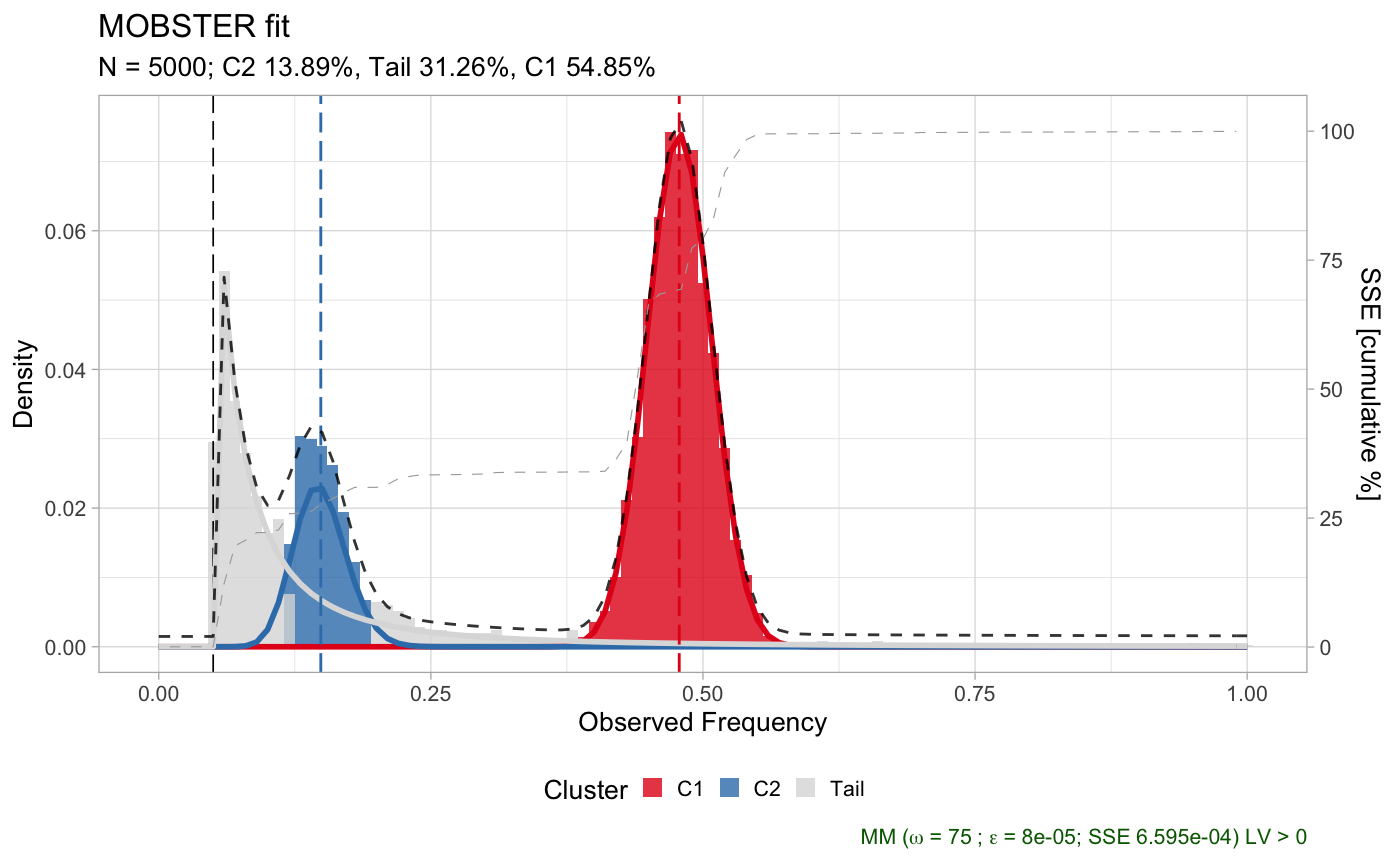 MOBSTER fit
N = 5000; C2 13.89%, Tail 31.26%, C1 54.85%
Density
0.06
0.04
0.02
0.00
100
75
50
25
0
SSE [cumulative %]
0.00 0.25 0.50 0.75 1.00
Observed Frequency
Cluster C1 C2 Tail
MM (ω = 75 ; ε = 8e-05; SSE 6.595e-04) LV > 0